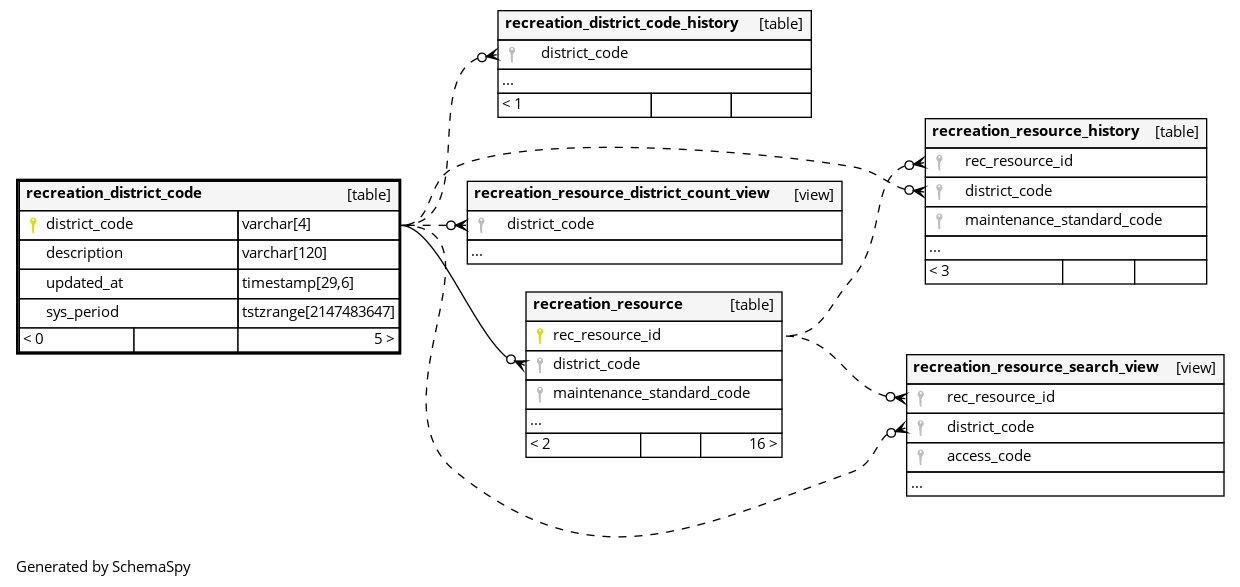 recreation_district_code_history [table]
district_code
...
< 1
recreation_resource_history [table]
rec_resource_id
district_code
maintenance_standard_code
...
< 3
recreation_district_code [table]
district_code varchar[4]
description varchar[120]
updated_at timestamp[29,6]
sys_period tstzrange[2147483647]
< 0 5 >
recreation_resource_district_count_view [view]
district_code
...
recreation_resource [table]
rec_resource_id
district_code
maintenance_standard_code
...
< 2 16 >
recreation_resource_search_view [view]
rec_resource_id
district_code
access_code
...
Generated by SchemaSpy